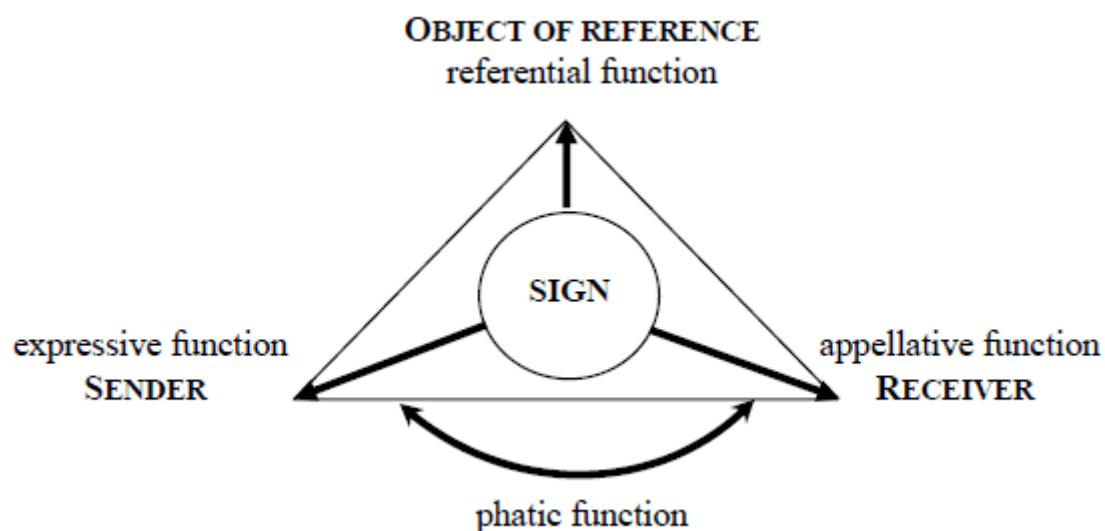 OBJECT OF REFERENCE
referential function
SIGN
expressive function
SENDER
appellative function
RECEIVER
phatic function